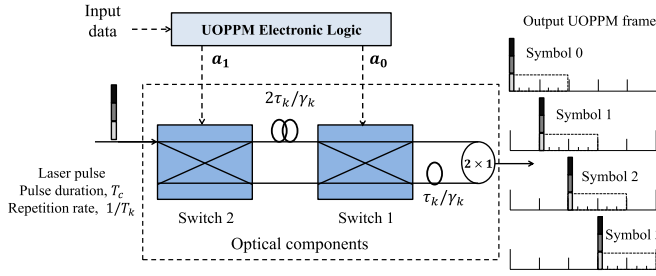 Input
data
UOPPM Electronic Logic
a₁
a₀
Output UOPPM frame
Symbol 0
2τₖ/γₖ
Symbol 1
2 × 1
Laser pulse
Pulse duration, T_c
Repetition rate, 1/Tₖ
Switch 2
Switch 1
τₖ/γₖ
Symbol 2
Optical components
Symbol